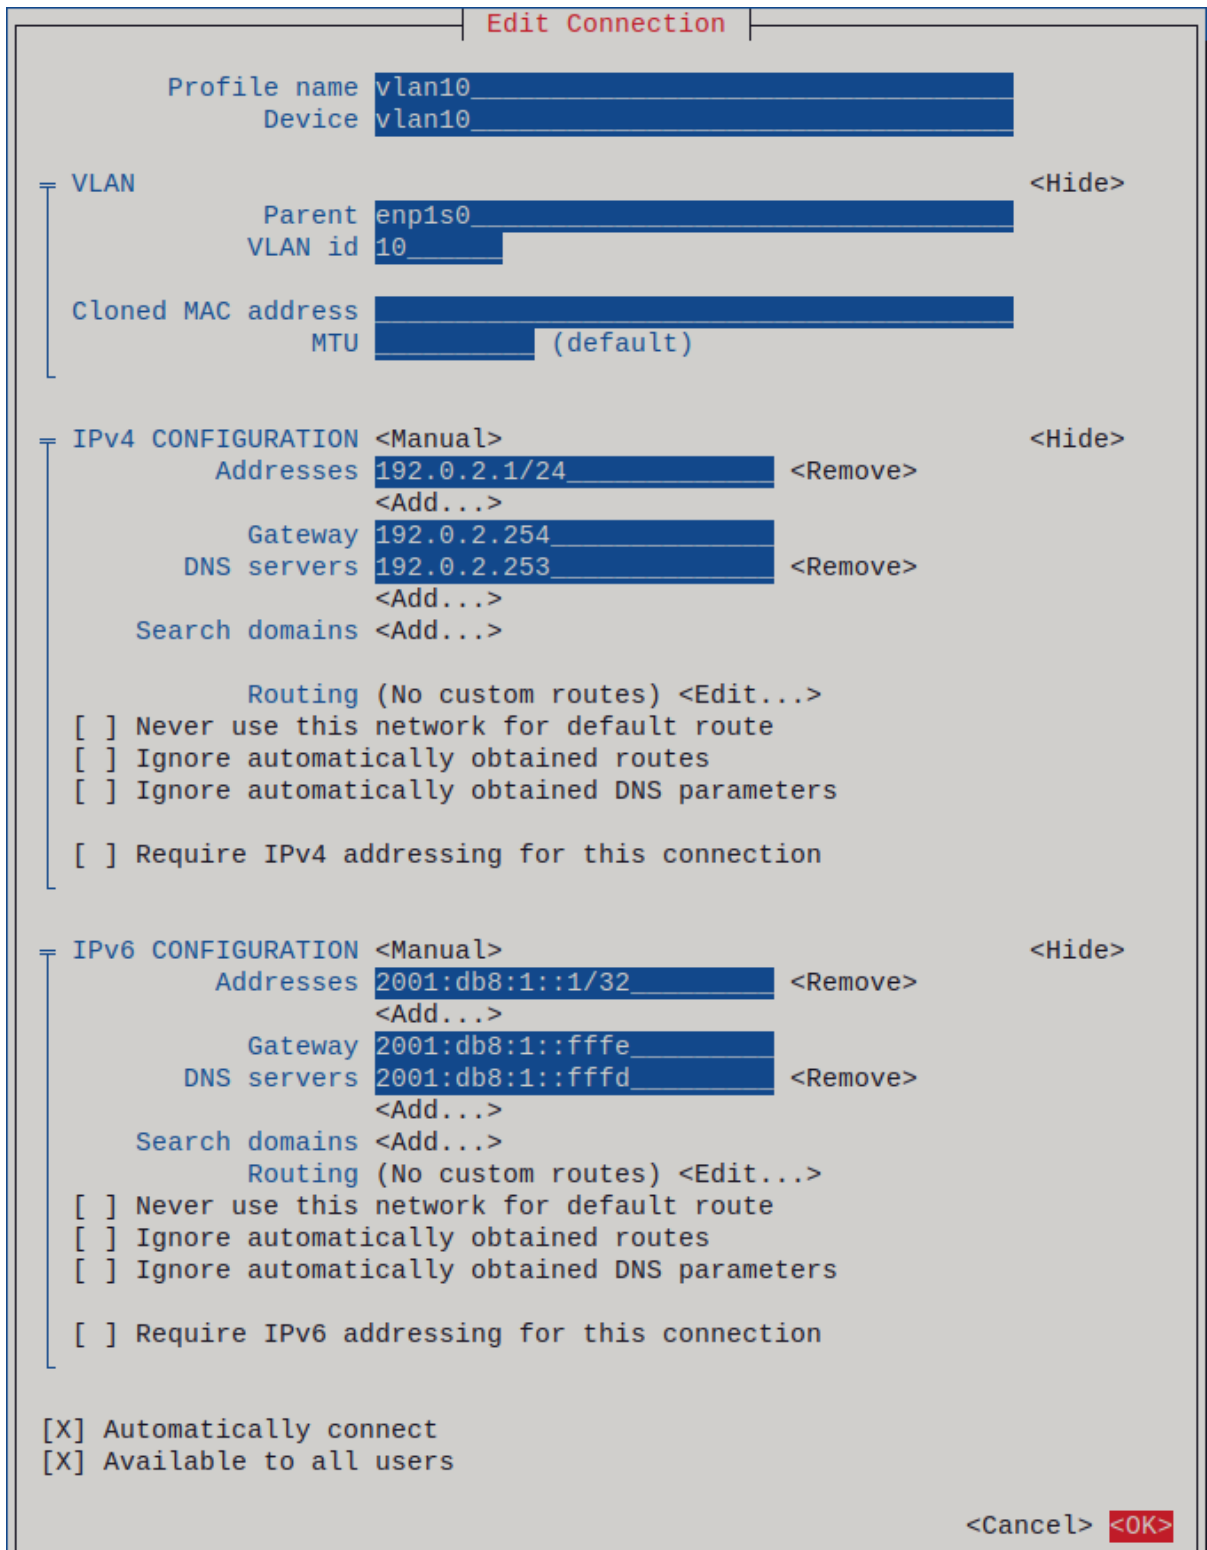 Edit Connection
Profile name vlan10
Device vlan10
VLAN <Hide>
Parent enp1s0
VLAN id 10
Cloned MAC address
MTU (default)
IPv4 CONFIGURATION <Manual> <Hide>
Addresses 192.0.2.1/24 <Remove>
<Add...>
Gateway 192.0.2.254
DNS servers 192.0.2.253 <Remove>
<Add...>
Search domains <Add...>
Routing (No custom routes) <Edit...>
[ ] Never use this network for default route
[ ] Ignore automatically obtained routes
[ ] Ignore automatically obtained DNS parameters
[ ] Require IPv4 addressing for this connection
IPv6 CONFIGURATION <Manual> <Hide>
Addresses 2001:db8:1::1/32 <Remove>
<Add...>
Gateway 2001:db8:1::fffe
DNS servers 2001:db8:1::fffd <Remove>
<Add...>
Search domains <Add...>
Routing (No custom routes) <Edit...>
[ ] Never use this network for default route
[ ] Ignore automatically obtained routes
[ ] Ignore automatically obtained DNS parameters
[ ] Require IPv6 addressing for this connection
[X] Automatically connect
[X] Available to all users
<Cancel> <OK>